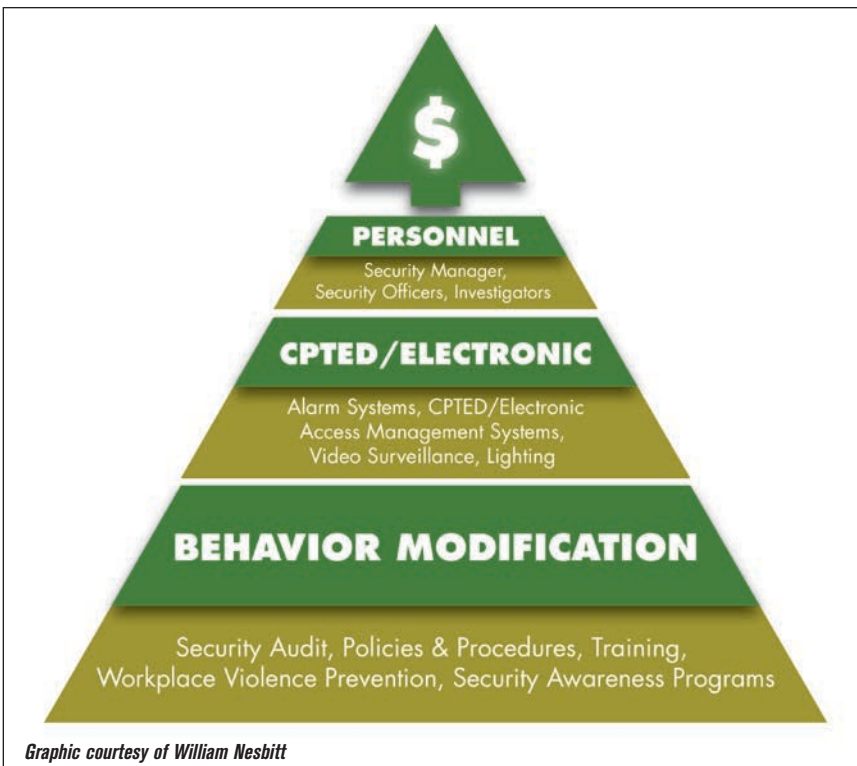 $
PERSONNEL
Security Manager,
Security Officers, Investigators
CPTED/ELECTRONIC
Alarm Systems, CPTED/Electronic
Access Management Systems,
Video Surveillance, Lighting
BEHAVIOR MODIFICATION
Security Audit, Policies & Procedures, Training,
Workplace Violence Prevention, Security Awareness Programs
Graphic courtesy of William Nesbitt